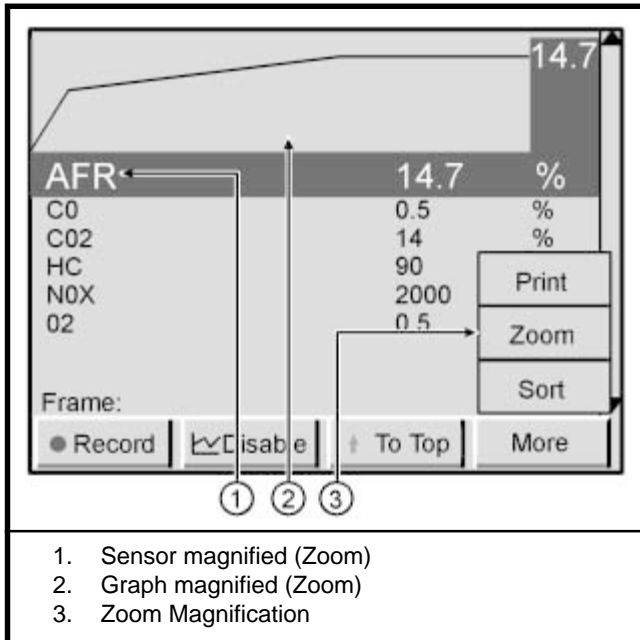 14.7
AFR 14.7 %
C0 0.5 %
C02 14 %
HC 90
N0X 2000
02 0.5
Print
Zoom
Sort
Frame:
Record Disable To Top More
1 2 3
1. Sensor magnified (Zoom)
2. Graph magnified (Zoom)
3. Zoom Magnification